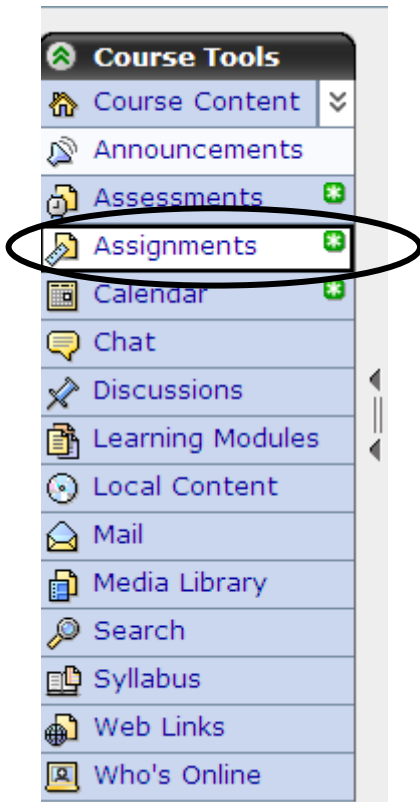 Course Tools
Course Content
Announcements
Assessments
Assignments
Calendar
Chat
Discussions
Learning Modules
Local Content
Mail
Media Library
Search
Syllabus
Web Links
Who's Online